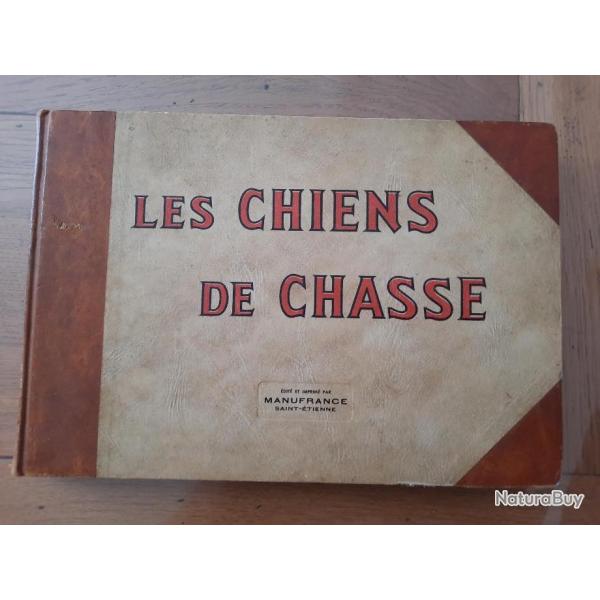 LES CHIENS
DE CHASSE
ÉDITÉ ET IMPRIMÉ PAR
MANUFRANCE
SAINT-ÉTIENNE
NaturaBuy